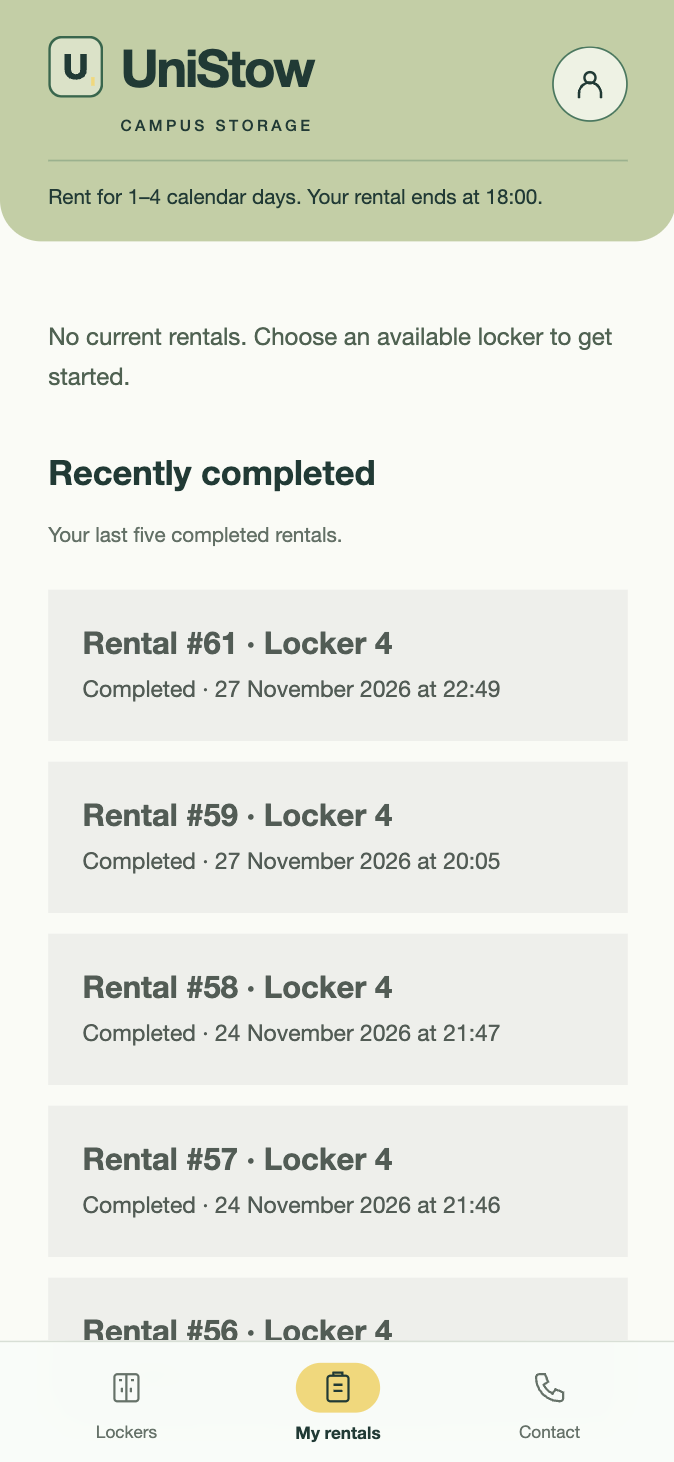 U
UniStow
CAMPUS STORAGE
Rent for 1–4 calendar days. Your rental ends at 18:00.
No current rentals. Choose an available locker to get
started.
Recently completed
Your last five completed rentals.
Rental #61 · Locker 4
Completed · 27 November 2026 at 22:49
Rental #59 · Locker 4
Completed · 27 November 2026 at 20:05
Rental #58 · Locker 4
Completed · 24 November 2026 at 21:47
Rental #57 · Locker 4
Completed · 24 November 2026 at 21:46
Rental #56 · Locker 4
Lockers
My rentals
Contact